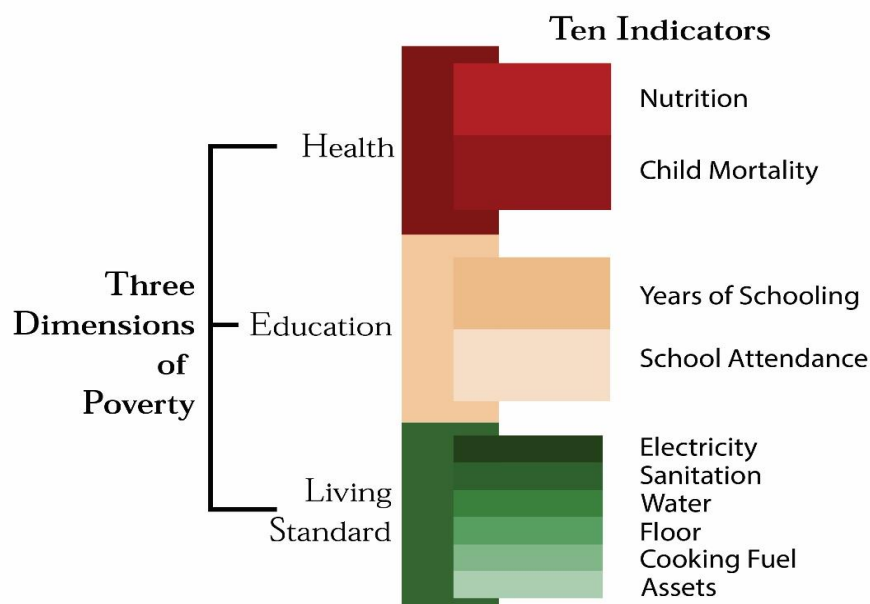 Ten Indicators
Three
Dimensions
of
Poverty
Health
Nutrition
Child Mortality
Education
Years of Schooling
School Attendance
Living
Standard
Electricity
Sanitation
Water
Floor
Cooking Fuel
Assets